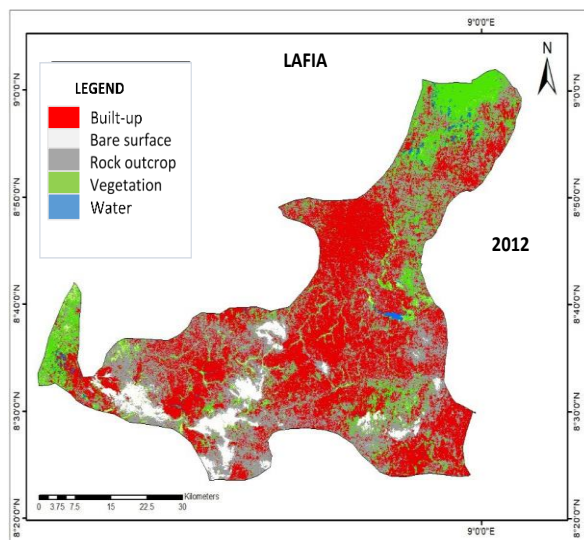 9°0'0"E
LAFIA
N
LEGEND
Built-up
Bare surface
Rock outcrop
Vegetation
Water
2012
9°0'0"N
8°50'0"N
8°40'0"N
8°30'0"N
8°20'0"N
9°0'0"N
8°50'0"N
8°40'0"N
8°30'0"N
8°20'0"N
Kilometers
0 3.75 7.5 15 22.5 30
9°0'0"E